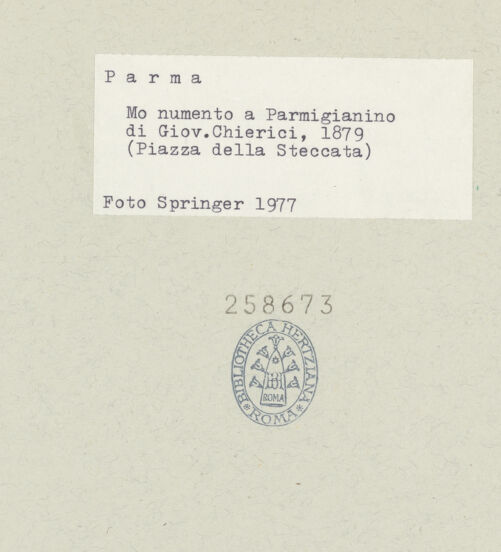 P a r m a
Mo numento a Parmigianino
di Giov.Chierici, 1879
(Piazza della Steccata)
Foto Springer 1977
258673
BIBLIOTHECA HERTZIANA
ROMA
ROMA